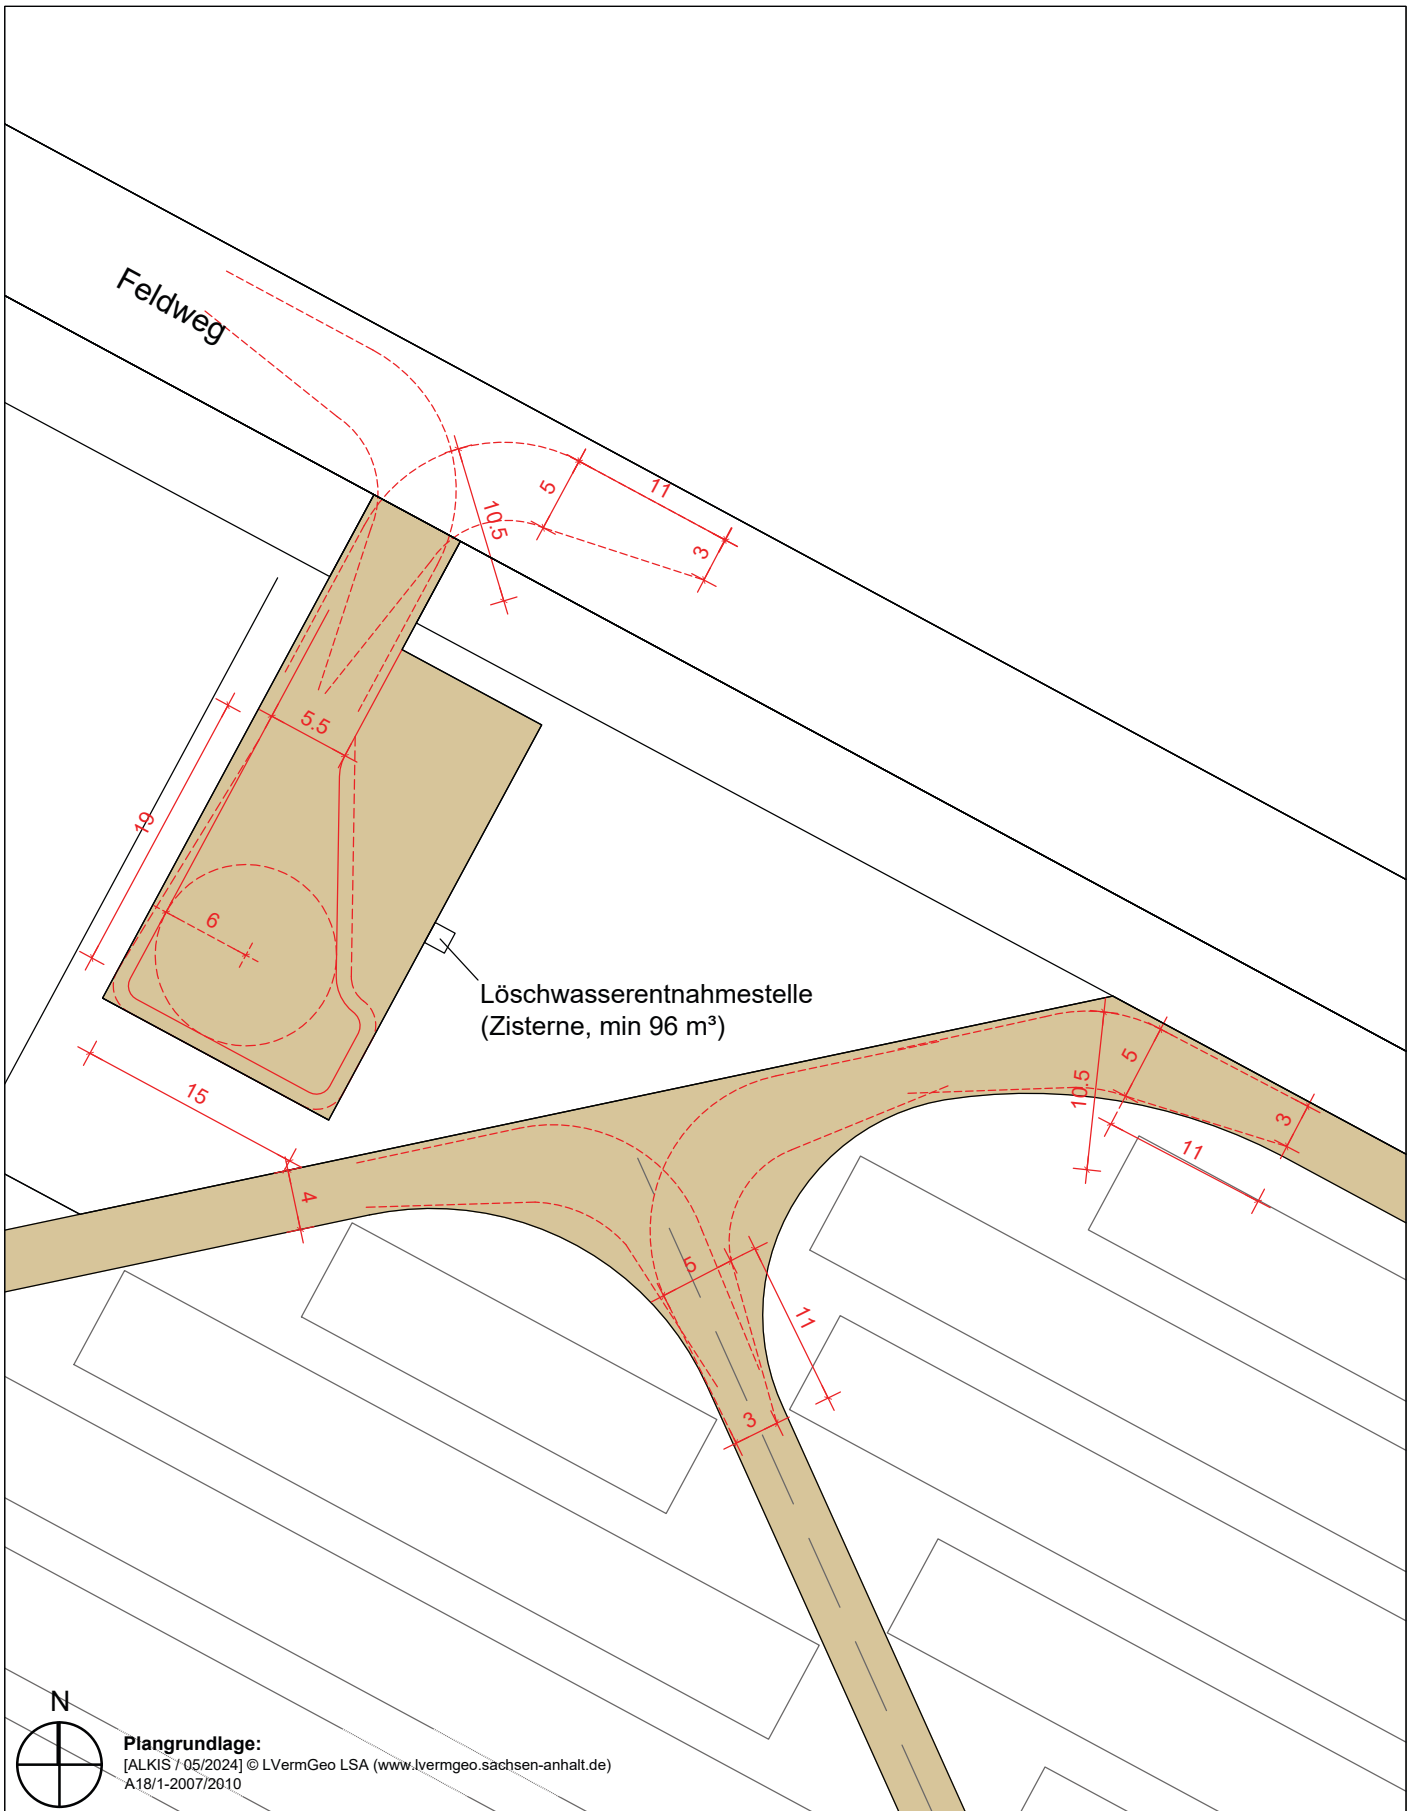 Feldweg
11
5
10.5
3
5.5
19
6
Löschwasserentnahmestelle
(Zisterne, min 96 m³)
15
5
10.5
3
11
4
5
11
3
N
Plangrundlage:
[ALKIS / 05/2024] © LVermGeo LSA (www.lvermgeo.sachsen-anhalt.de)
A18/1-2007/2010